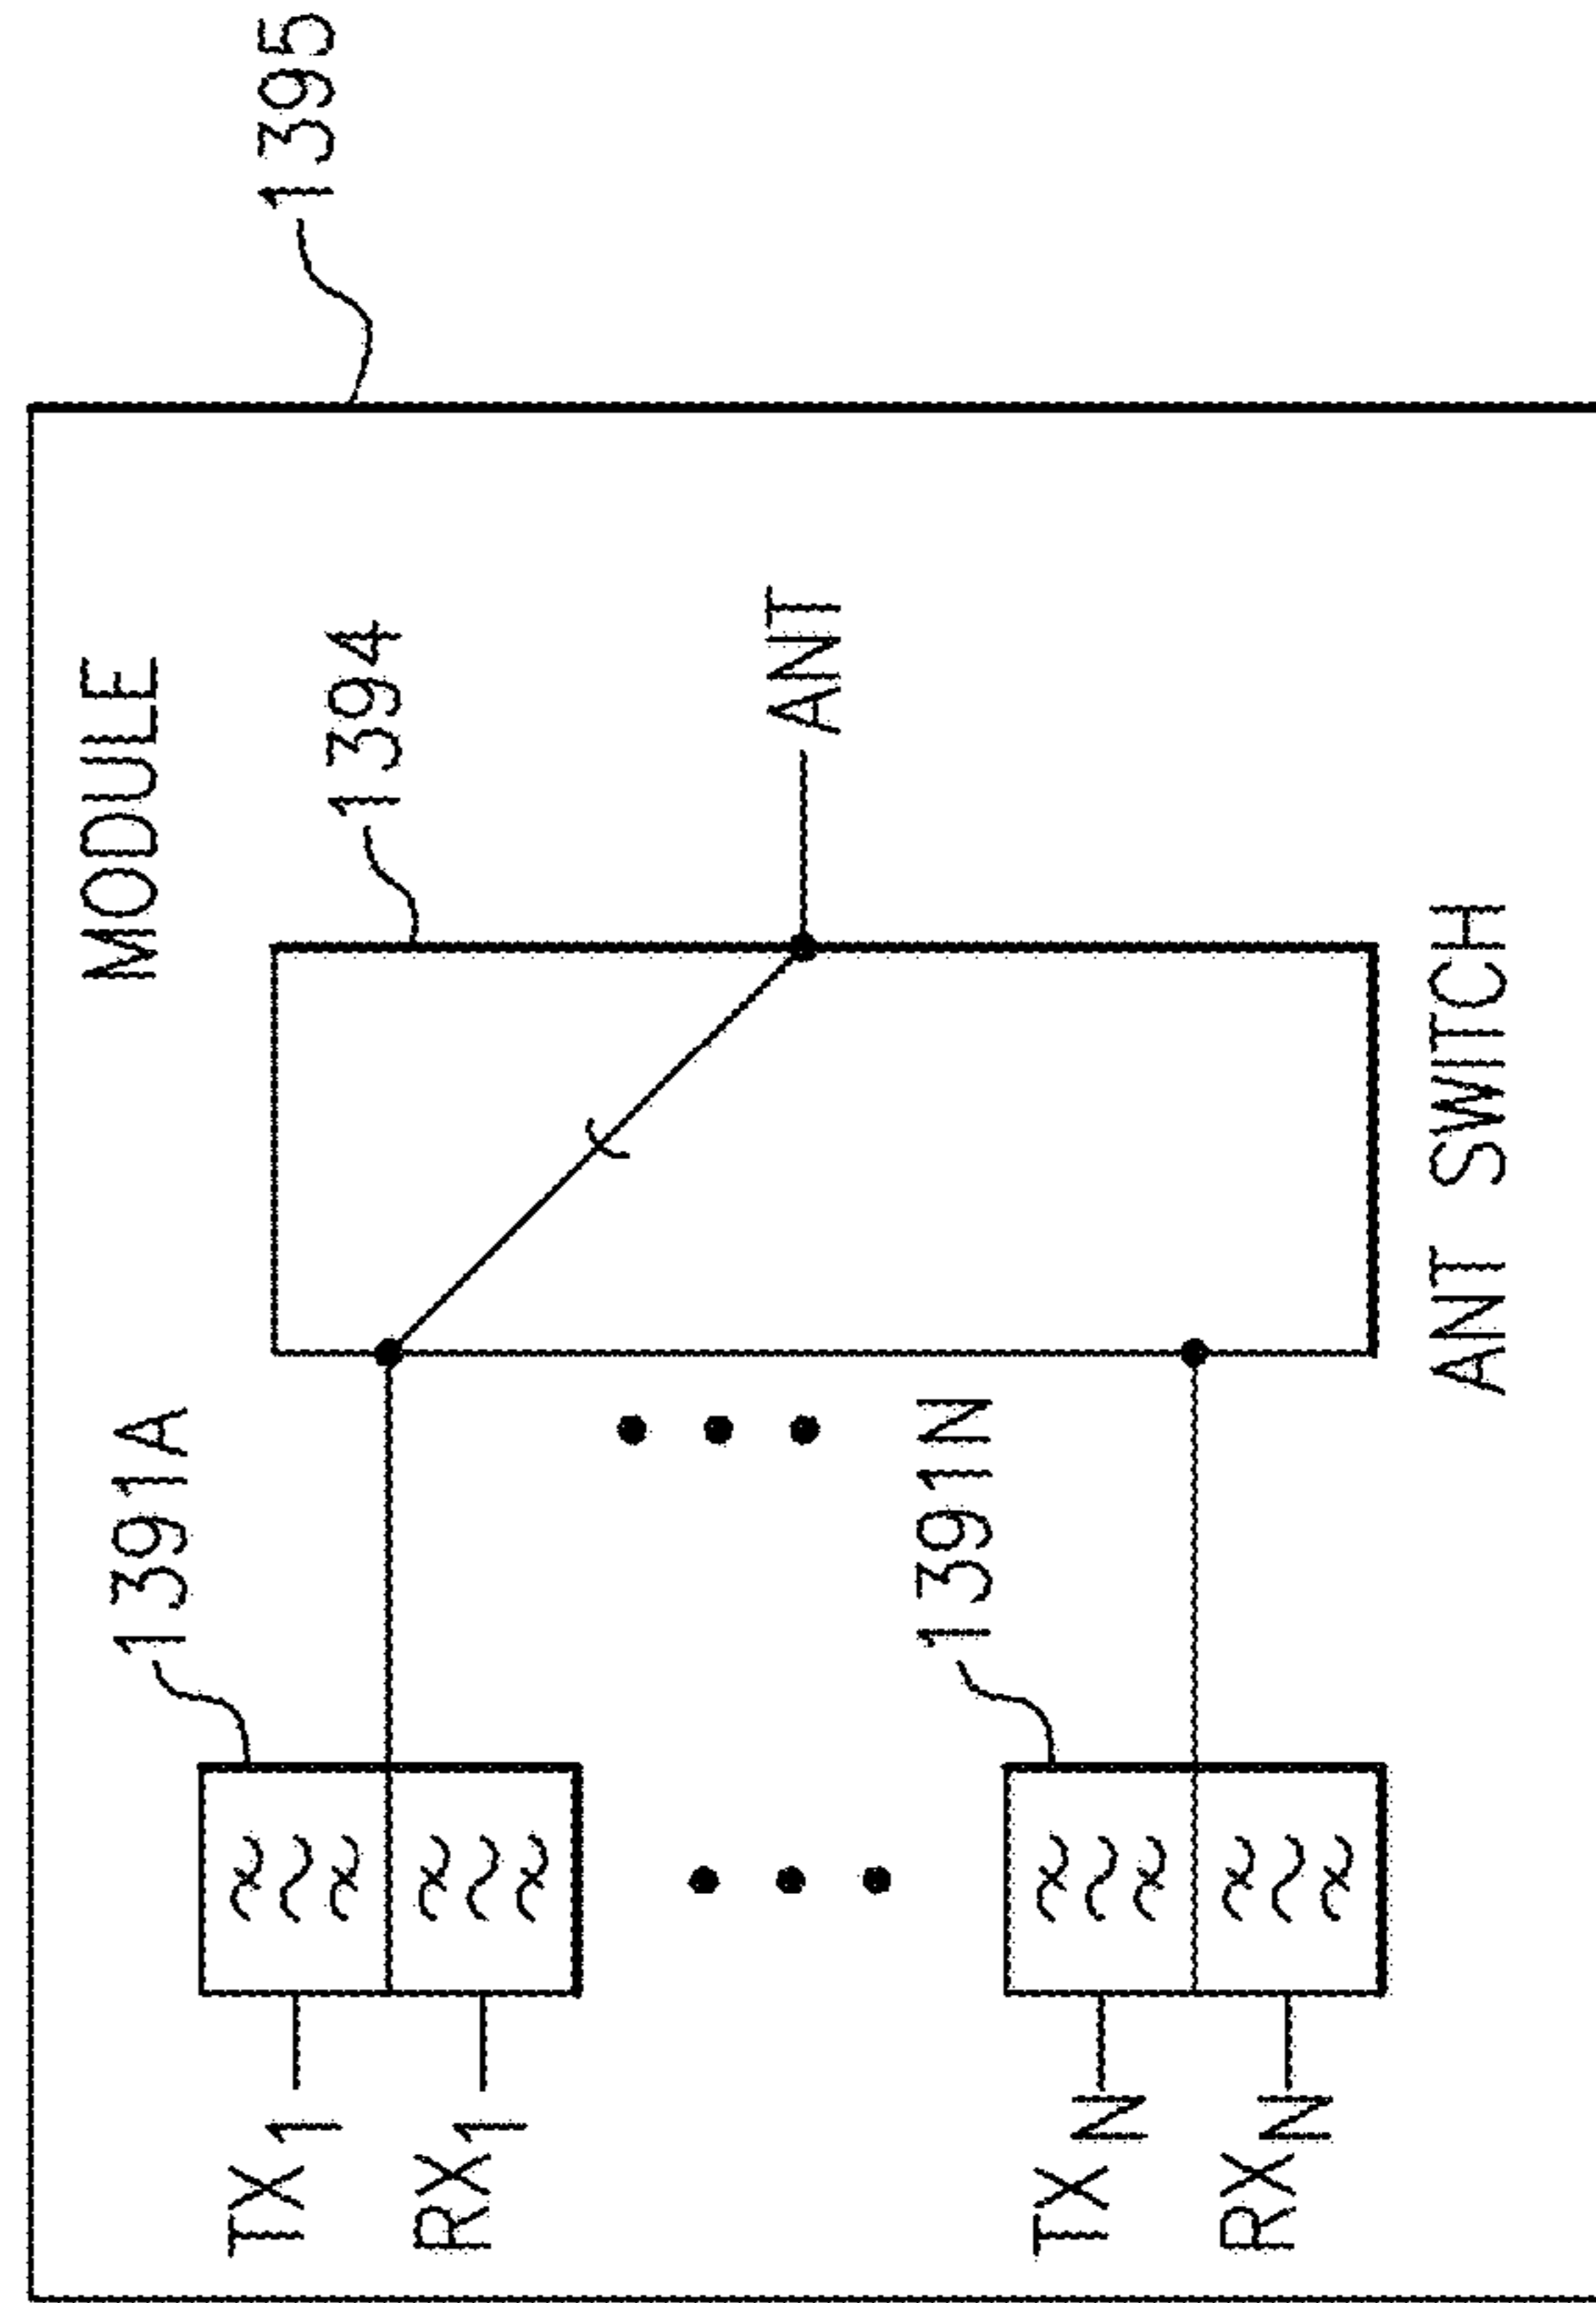 1395
MODULE
1394
ANT
1391A
TX1
RX1
1391N
TXN
RXN
ANT SWITCH